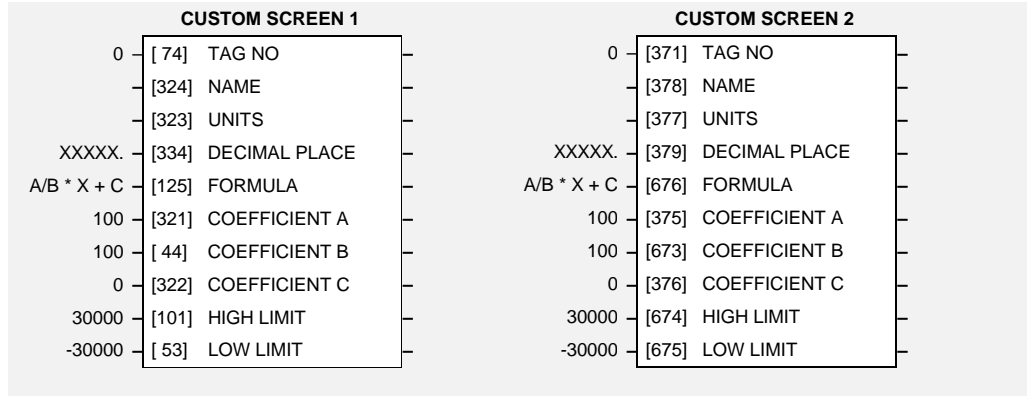 CUSTOM SCREEN 1
0 [ 74] TAG NO
[324] NAME
[323] UNITS
XXXXX. [334] DECIMAL PLACE
A/B * X + C [125] FORMULA
100 [321] COEFFICIENT A
100 [ 44] COEFFICIENT B
0 [322] COEFFICIENT C
30000 [101] HIGH LIMIT
-30000 [ 53] LOW LIMIT
CUSTOM SCREEN 2
0 [371] TAG NO
[378] NAME
[377] UNITS
XXXXX. [379] DECIMAL PLACE
A/B * X + C [676] FORMULA
100 [375] COEFFICIENT A
100 [673] COEFFICIENT B
0 [376] COEFFICIENT C
30000 [674] HIGH LIMIT
-30000 [675] LOW LIMIT